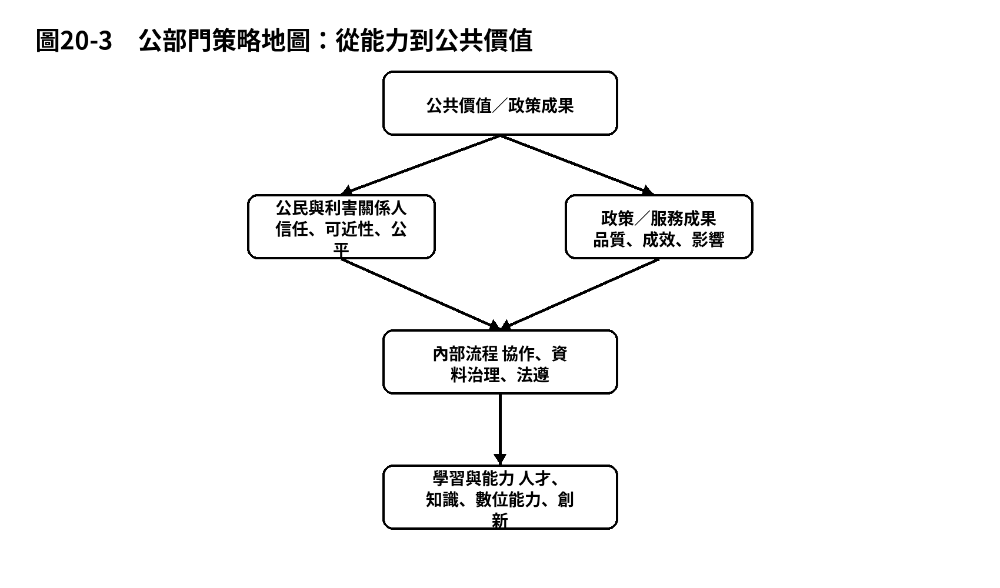 圖20-3　公部門策略地圖：從能力到公共價值
公共價值／政策成果
公民與利害關係人
信任、可近性、公
平
政策／服務成果
品質、成效、影響
內部流程 協作、資
料治理、法遵
學習與能力 人才、
知識、數位能力、創
新